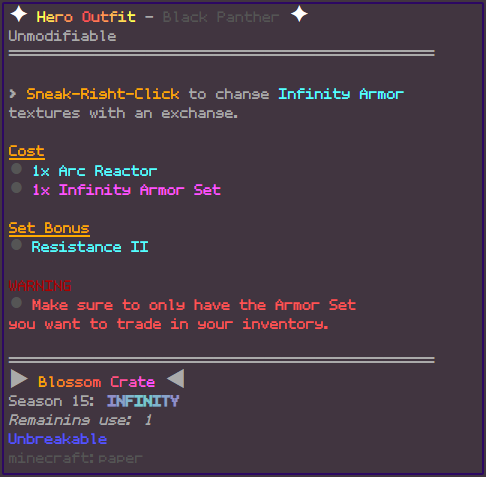 ✦ Hero Outfit - Black Panther ✦
Unmodifiable
> Sneak-Right-Click to change Infinity Armor
textures with an exchange.
Cost
● 1x Arc Reactor
● 1x Infinity Armor Set
Set Bonus
● Resistance II
WARNING
● Make sure to only have the Armor Set
you want to trade in your inventory.
▶ Blossom Crate ◀
Season 15: INFINITY
Remaining use: 1
Unbreakable
minecraft:paper